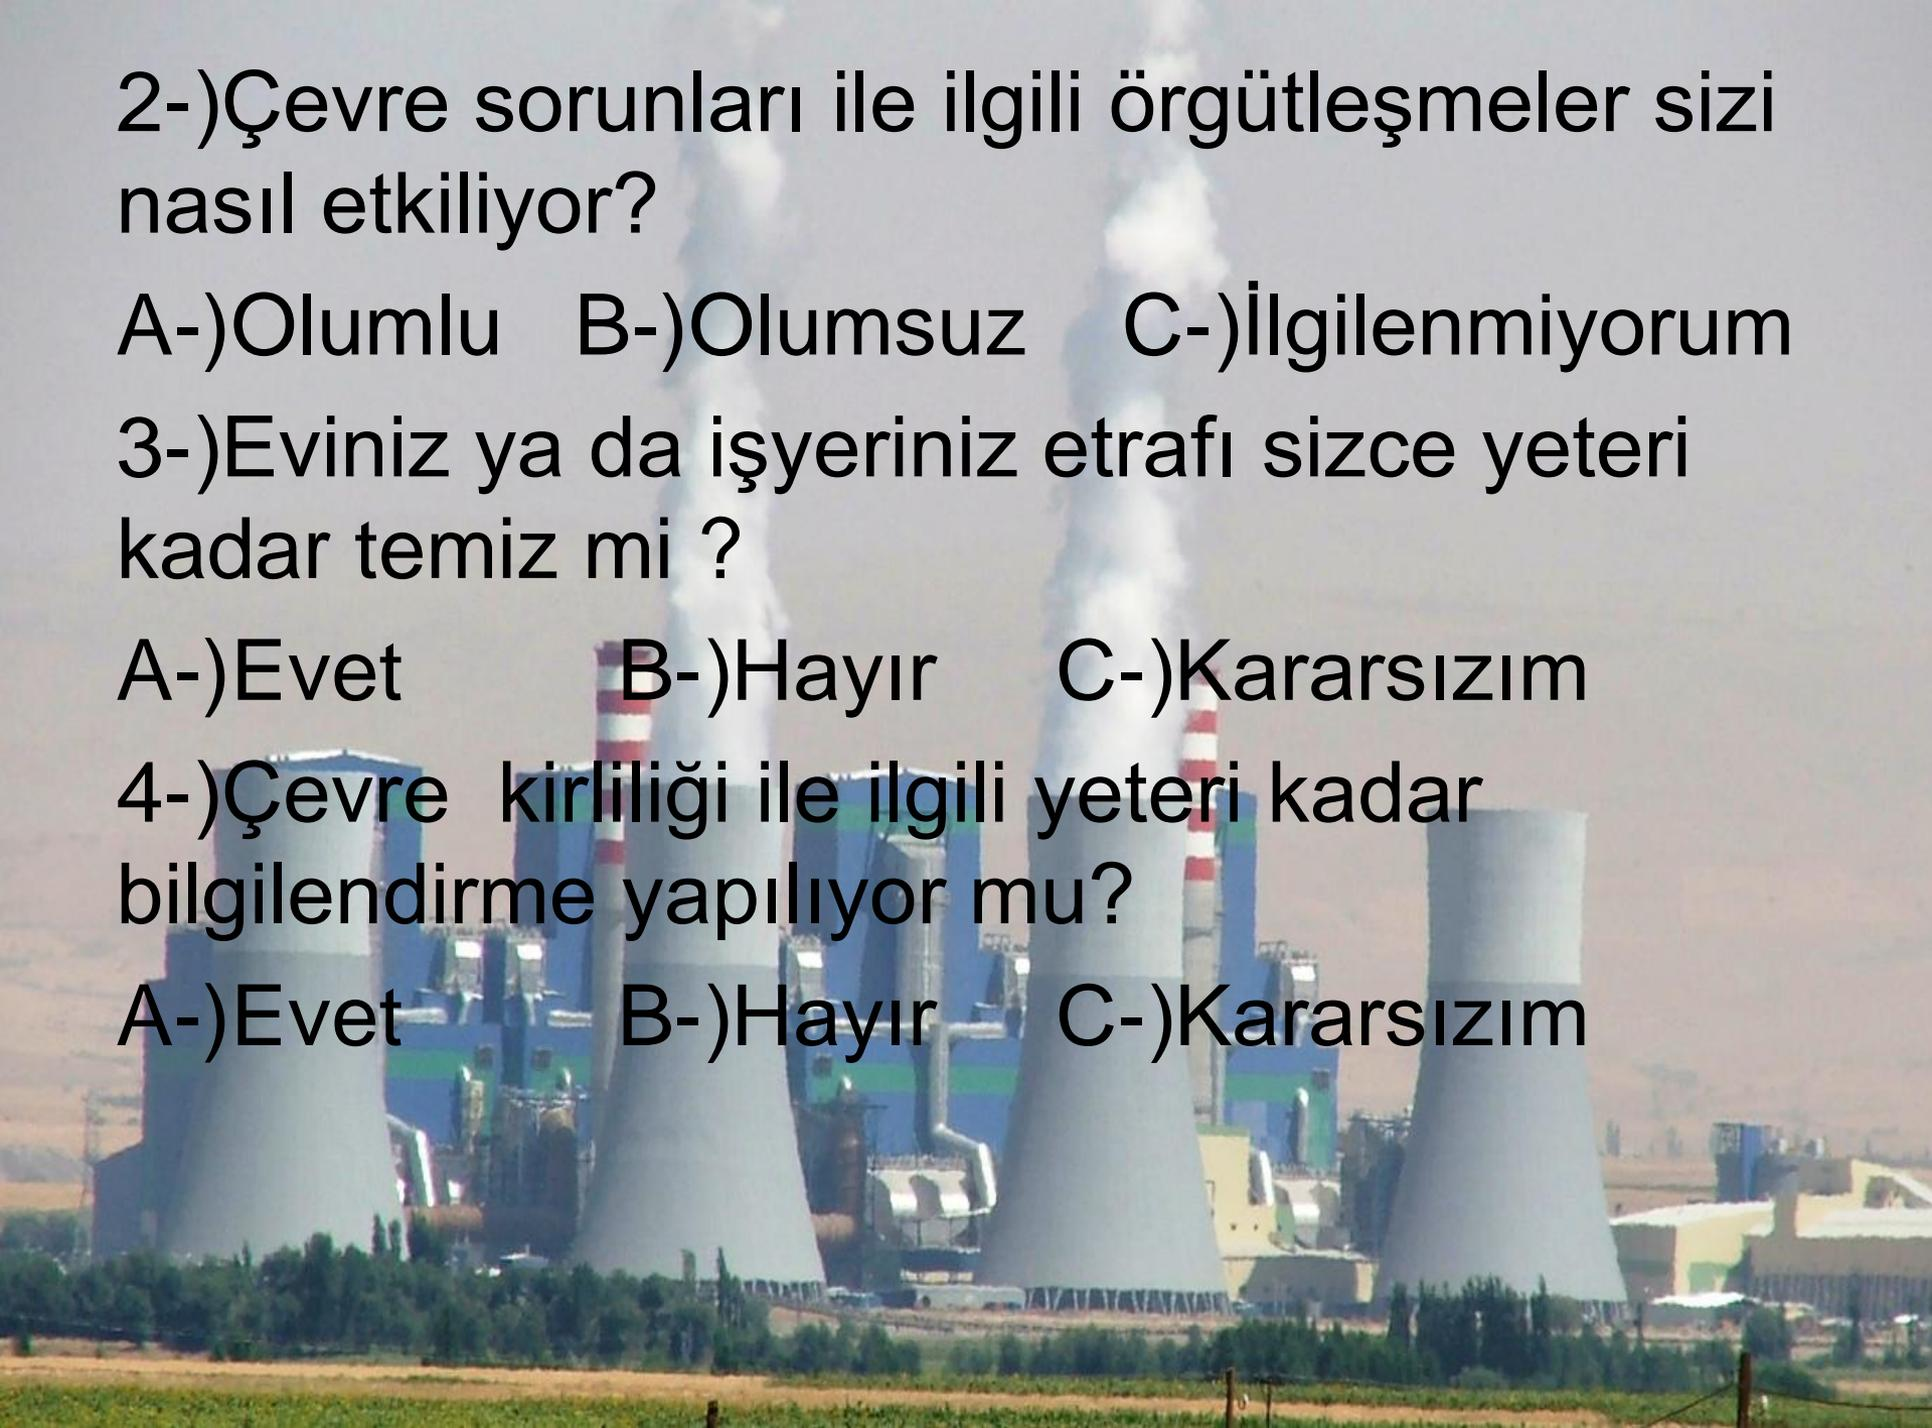 2-)Çevre sorunları ile ilgili örgütleşmeler sizi
nasıl etkiliyor?
A-)Olumlu B-)Olumsuz C-)İlgilenmiyorum
3-)Eviniz ya da işyeriniz etrafı sizce yeteri
kadar temiz mi ?
A-)Evet B-)Hayır C-)Kararsızım
4-)Çevre kirliliği ile ilgili yeteri kadar
bilgilendirme yapılıyor mu?
A-)Evet B-)Hayır C-)Kararsızım